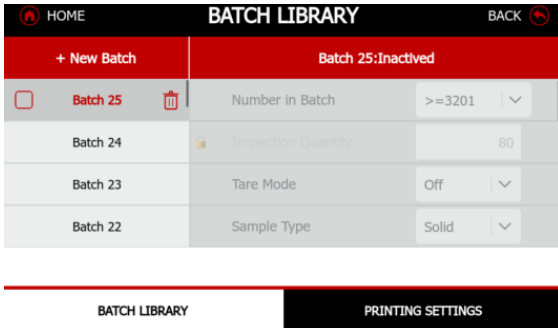 HOME BATCH LIBRARY BACK
+ New Batch Batch 25:Inactived
Batch 25 Number in Batch >=3201
Batch 24 Inspection Quantity 80
Batch 23 Tare Mode Off
Batch 22 Sample Type Solid
BATCH LIBRARY PRINTING SETTINGS